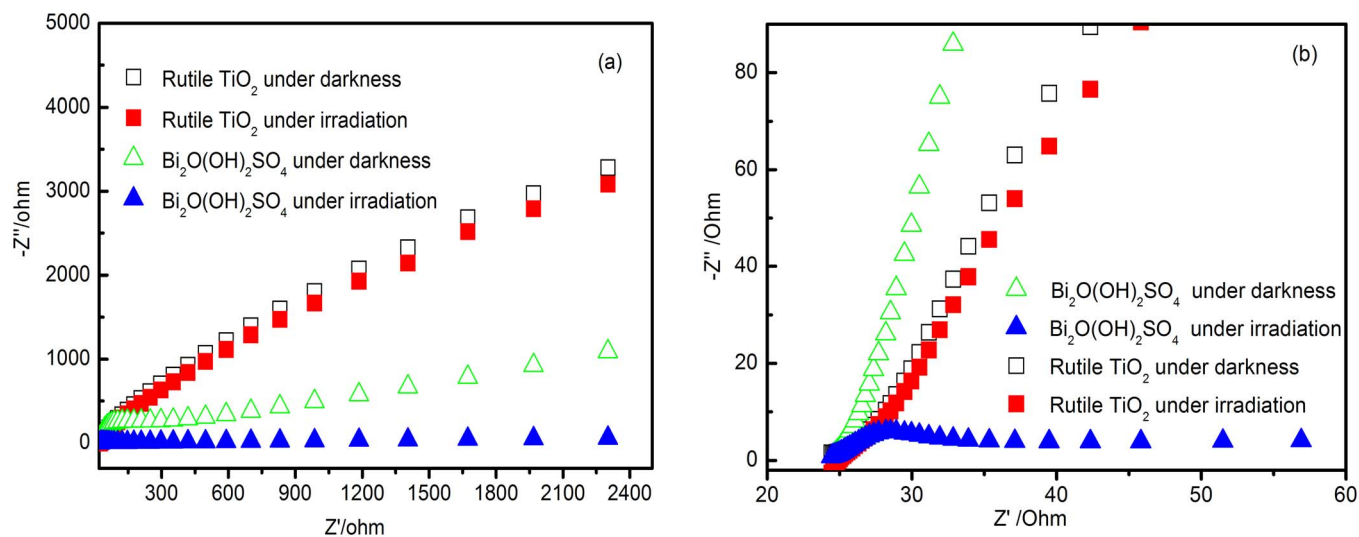 5000
4000
3000
2000
1000
0
-Z"/ohm
(a)
Rutile TiO₂ under darkness
Rutile TiO₂ under irradiation
Bi₂O(OH)₂SO₄ under darkness
Bi₂O(OH)₂SO₄ under irradiation
300 600 900 1200 1500 1800 2100 2400
Z'/ohm
80
60
40
20
0
-Z" /Ohm
(b)
Bi₂O(OH)₂SO₄ under darkness
Bi₂O(OH)₂SO₄ under irradiation
Rutile TiO₂ under darkness
Rutile TiO₂ under irradiation
20 30 40 50 60
Z' /Ohm